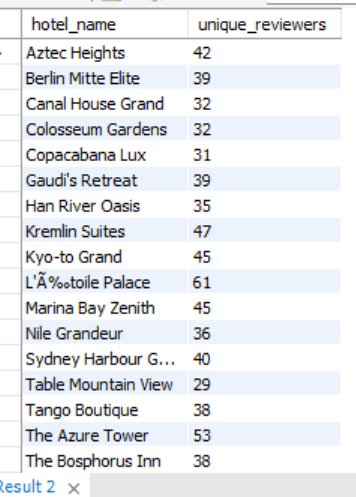 hotel_name unique_reviewers
Aztec Heights 42
Berlin Mitte Elite 39
Canal House Grand 32
Colosseum Gardens 32
Copacabana Lux 31
Gaudi's Retreat 39
Han River Oasis 35
Kremlin Suites 47
Kyo-to Grand 45
L'Ã‰toile Palace 61
Marina Bay Zenith 45
Nile Grandeur 36
Sydney Harbour G... 40
Table Mountain View 29
Tango Boutique 38
The Azure Tower 53
The Bosphorus Inn 38
Result 2 ×